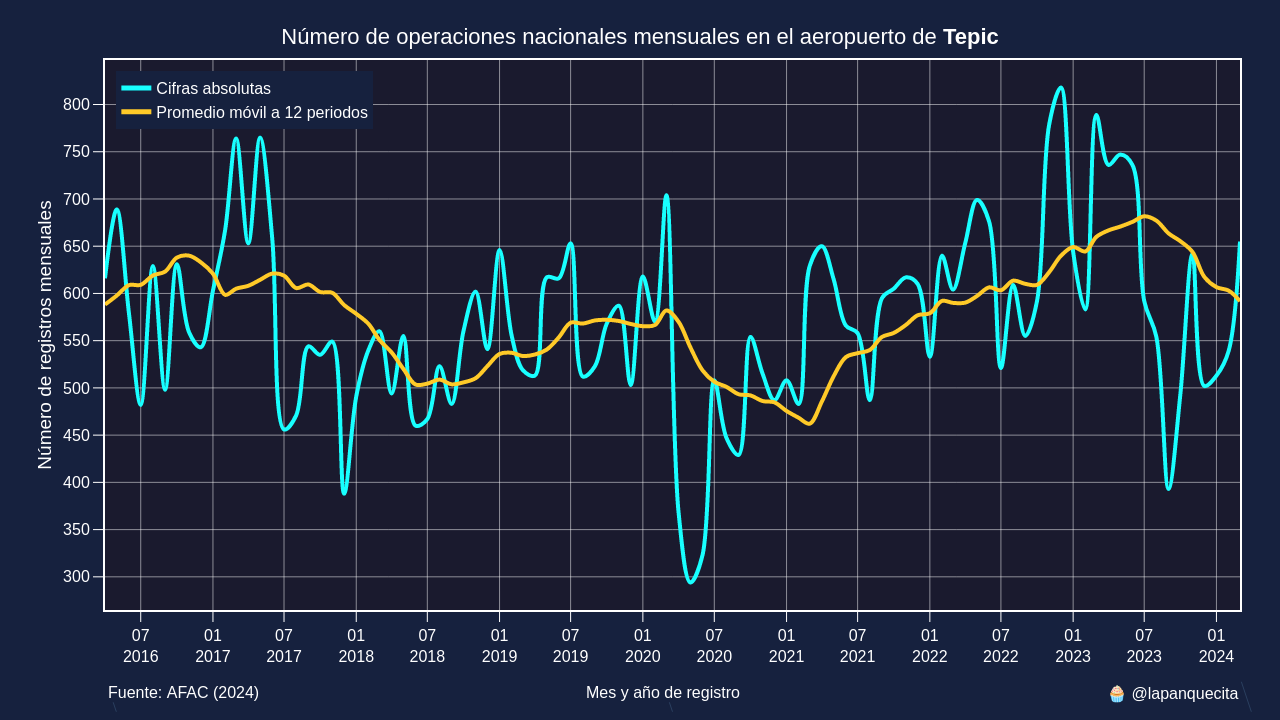 Número de operaciones nacionales mensuales en el aeropuerto de Tepic
Cifras absolutas
Promedio móvil a 12 periodos
Número de registros mensuales
800
750
700
650
600
550
500
450
400
350
300
07 01 07 01 07 01 07 01 07 01 07 01 07 01 07 01
2016 2017 2017 2018 2018 2019 2019 2020 2020 2021 2021 2022 2022 2023 2023 2024
Fuente: AFAC (2024)
Mes y año de registro
🧁 @lapanquecita